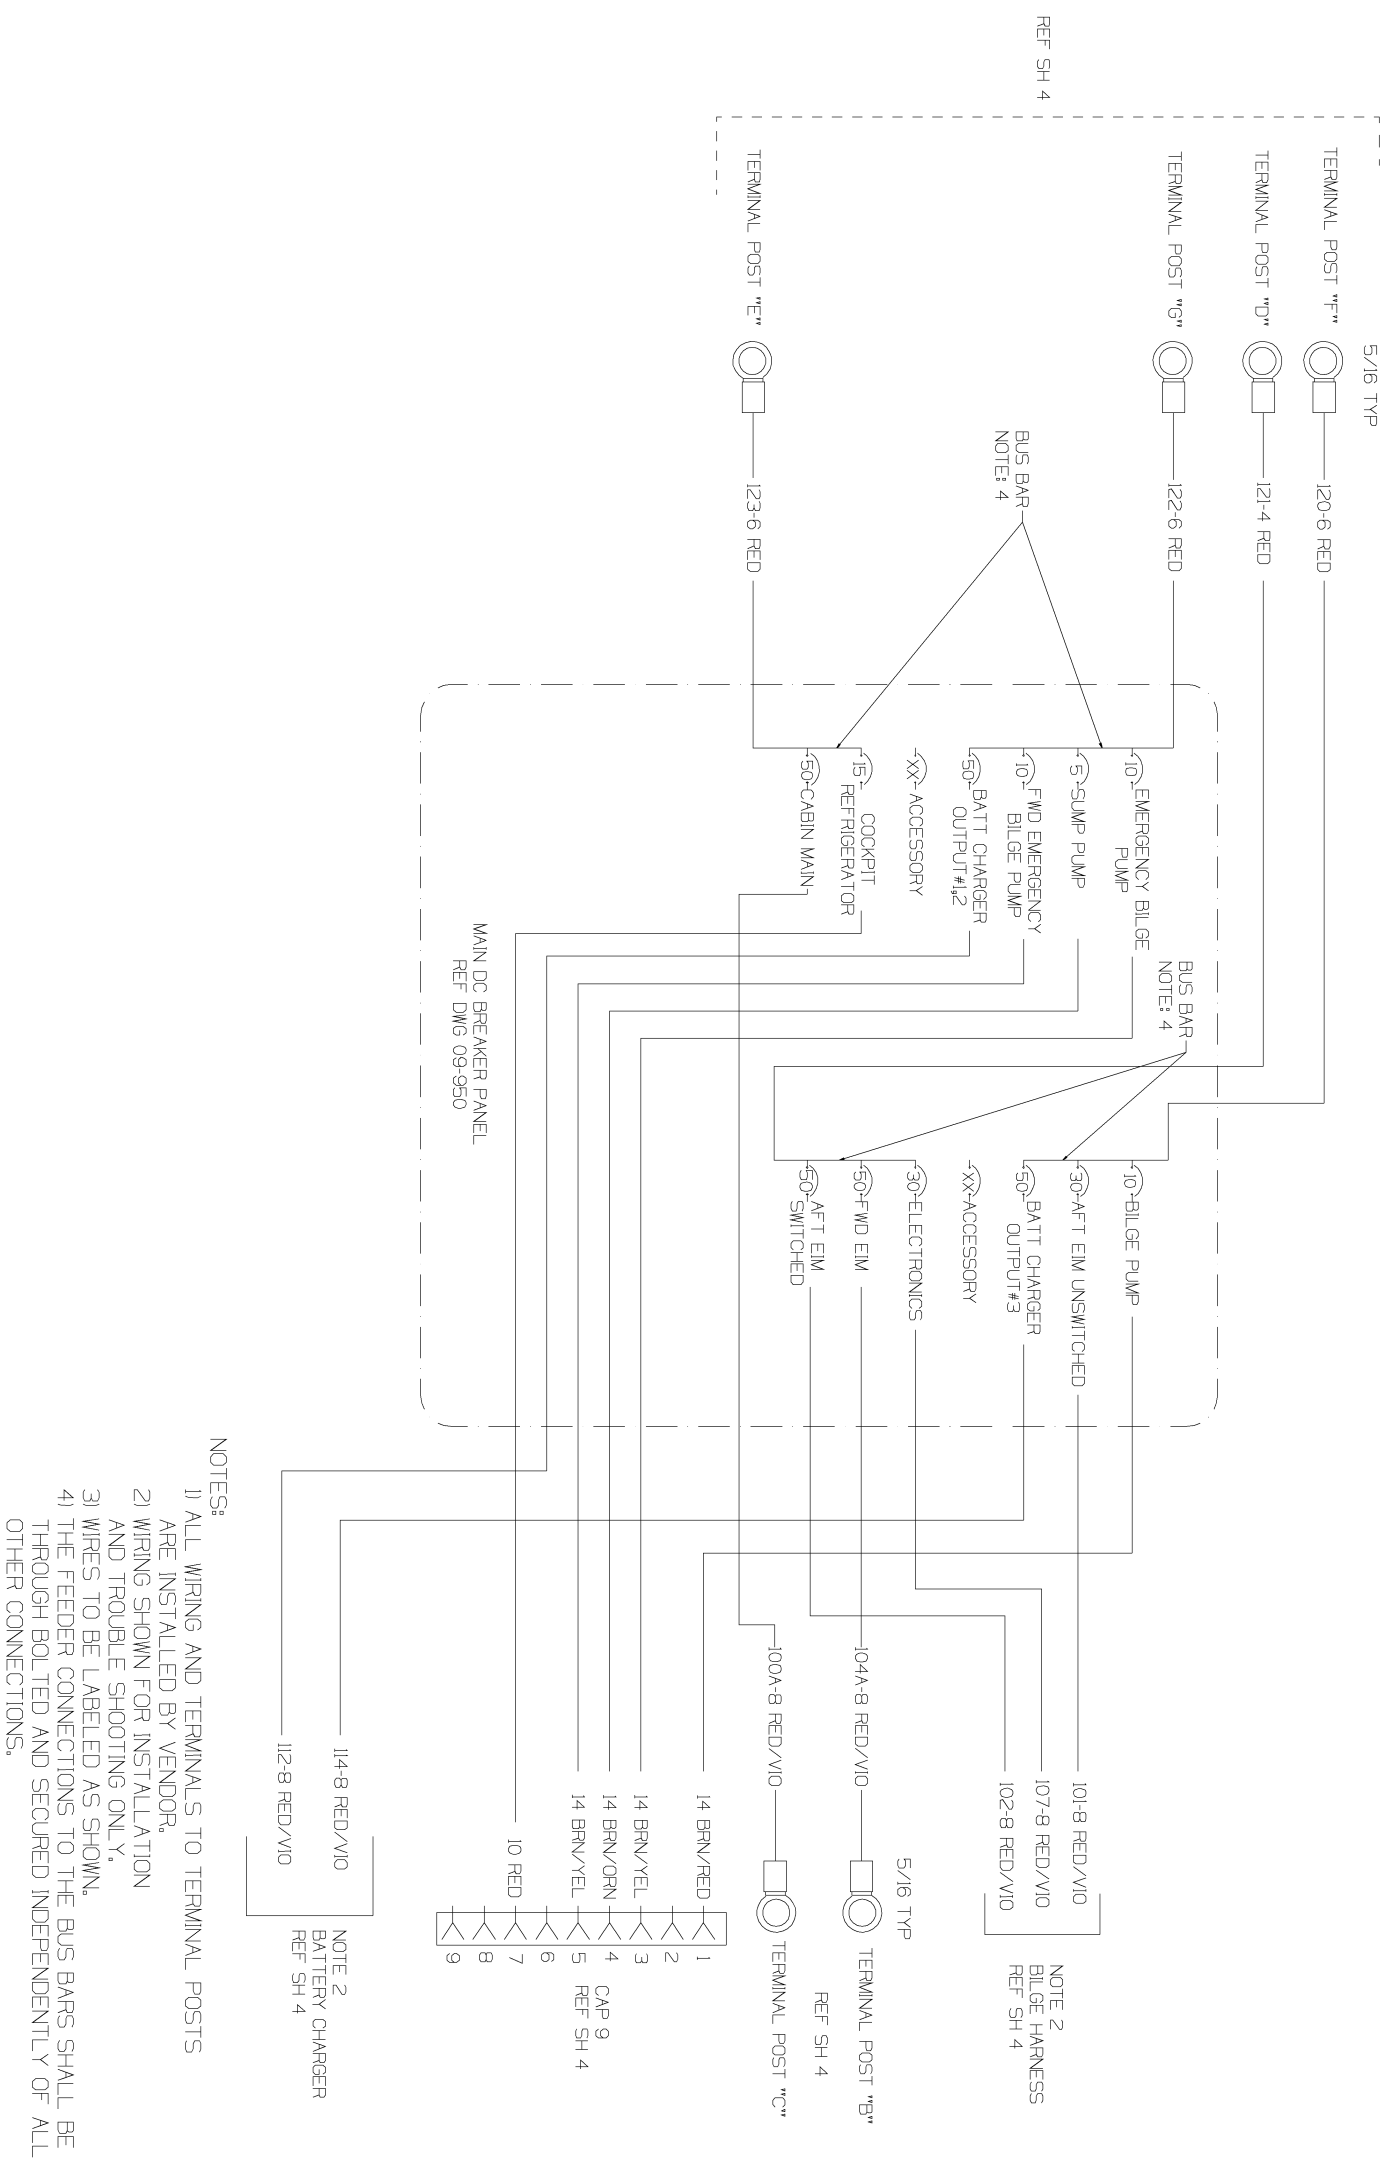 REF SH 4
5/16 TYP
TERMINAL POST "F"
120-6 RED
TERMINAL POST "D"
121-4 RED
TERMINAL POST "G"
122-6 RED
BUS BAR
NOTE: 4
TERMINAL POST "E"
123-6 RED
10
EMERGENCY BILGE
PUMP
5
SUMP PUMP
10
FWD EMERGENCY
BILGE PUMP
50
BATT CHARGER
OUTPUT#1,2
XX
ACCESSORY
15
COCKPIT
REFRIGERATOR
50
CABIN MAIN
BUS BAR
NOTE: 4
10
BILGE PUMP
30
AFT EIM UNSWITCHED
50
BATT CHARGER
OUTPUT#3
XX
ACCESSORY
30
ELECTRONICS
50
FWD EIM
50
AFT EIM
SWITCHED
MAIN DC BREAKER PANEL
REF DWG 09-950
101-8 RED/VIO
107-8 RED/VIO
102-8 RED/VIO
NOTE 2
BILGE HARNESS
REF SH 4
5/16 TYP
104A-8 RED/VIO
TERMINAL POST "B"
REF SH 4
100A-8 RED/VIO
TERMINAL POST "C"
14 BRN/RED
1
2
14 BRN/YEL
3
14 BRN/ORN
4
14 BRN/YEL
5
6
10 RED
7
8
9
CAP 9
REF SH 4
114-8 RED/VIO
112-8 RED/VIO
NOTE 2
BATTERY CHARGER
REF SH 4
NOTES:
1) ALL WIRING AND TERMINALS TO TERMINAL POSTS
ARE INSTALLED BY VENDOR.
2) WIRING SHOWN FOR INSTALLATION
AND TROUBLE SHOOTING ONLY.
3) WIRES TO BE LABELED AS SHOWN.
4) THE FEEDER CONNECTIONS TO THE BUS BARS SHALL BE
THROUGH BOLTED AND SECURED INDEPENDENTLY OF ALL
OTHER CONNECTIONS.